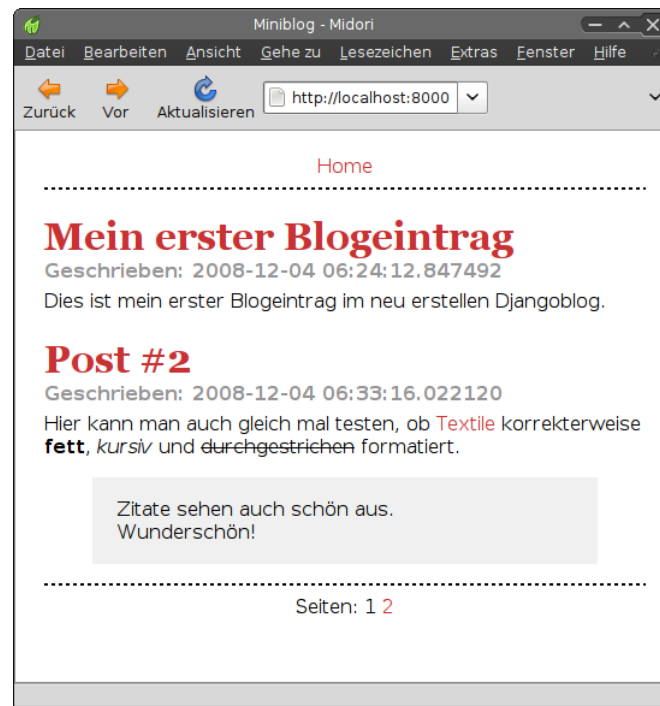 Miniblog - Midori
Datei Bearbeiten Ansicht Gehe zu Lesezeichen Extras Fenster Hilfe
Zurück Vor Aktualisieren http://localhost:8000
Home
Mein erster Blogeintrag
Geschrieben: 2008-12-04 06:24:12.847492
Dies ist mein erster Blogeintrag im neu erstellen Djangoblog.
Post #2
Geschrieben: 2008-12-04 06:33:16.022120
Hier kann man auch gleich mal testen, ob Textile korrekterweise
fett, kursiv und durchgestrichen formatiert.
Zitate sehen auch schön aus.
Wunderschön!
Seiten: 1 2